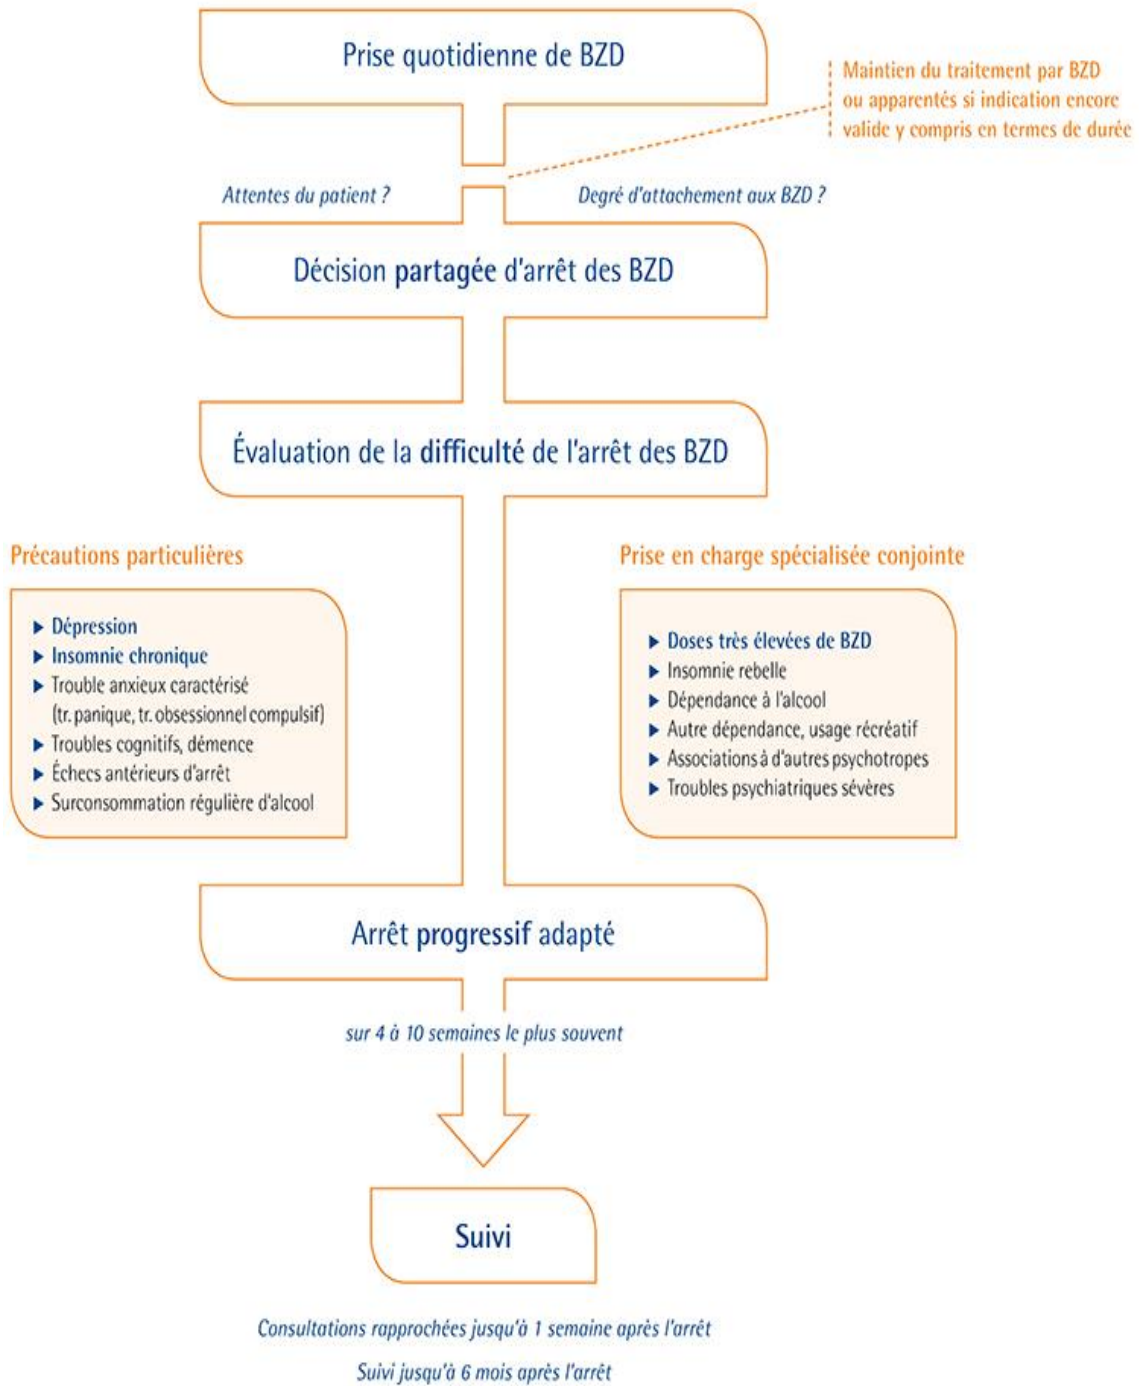 Prise quotidienne de BZD
Maintien du traitement par BZD
ou apparentés si indication encore
valide y compris en termes de durée
Attentes du patient ?
Degré d'attachement aux BZD ?
Décision partagée d'arrêt des BZD
Évaluation de la difficulté de l'arrêt des BZD
Précautions particulières
▶ Dépression
▶ Insomnie chronique
▶ Trouble anxieux caractérisé
(tr. panique, tr. obsessionnel compulsif)
▶ Troubles cognitifs, démence
▶ Échecs antérieurs d'arrêt
▶ Surconsommation régulière d'alcool
Prise en charge spécialisée conjointe
▶ Doses très élevées de BZD
▶ Insomnie rebelle
▶ Dépendance à l'alcool
▶ Autre dépendance, usage récréatif
▶ Associations à d'autres psychotropes
▶ Troubles psychiatriques sévères
Arrêt progressif adapté
sur 4 à 10 semaines le plus souvent
Suivi
Consultations rapprochées jusqu'à 1 semaine après l'arrêt
Suivi jusqu'à 6 mois après l'arrêt